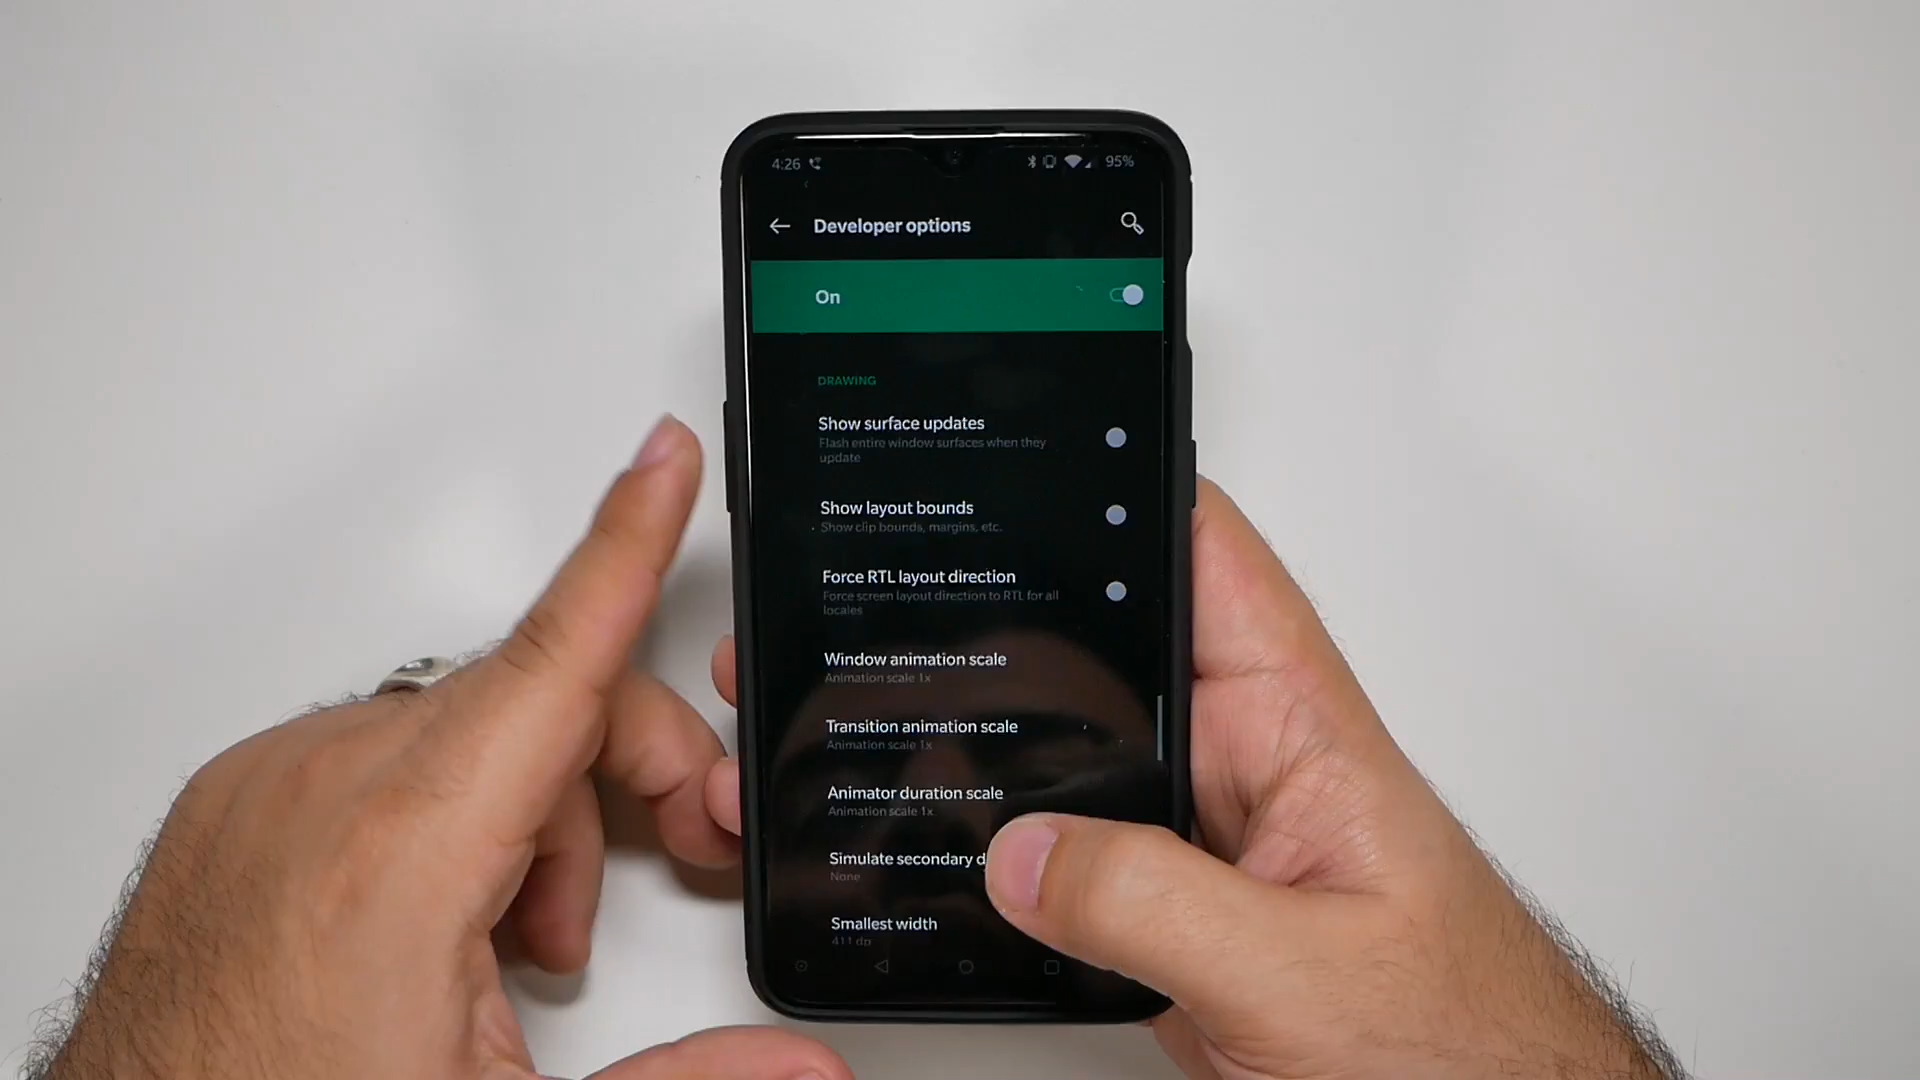 4:26
95%
Developer options
On
DRAWING
Show surface updates
Flash entire window surfaces when they
update
Show layout bounds
Show clip bounds, margins, etc.
Force RTL layout direction
Force screen layout direction to RTL for all
locales
Window animation scale
Animation scale 1x
Transition animation scale
Animation scale 1x
Animator duration scale
Animation scale 1x
Simulate secondary d
None
Smallest width
411 dp